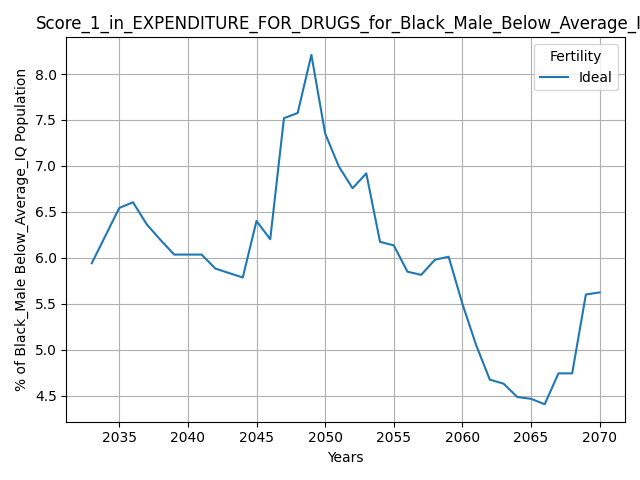 Score_1_in_EXPENDITURE_FOR_DRUGS_for_Black_Male_Below_Average_I
Fertility
Ideal
% of Black_Male Below_Average_IQ Population
8.0
7.5
7.0
6.5
6.0
5.5
5.0
4.5
2035 2040 2045 2050 2055 2060 2065 2070
Years